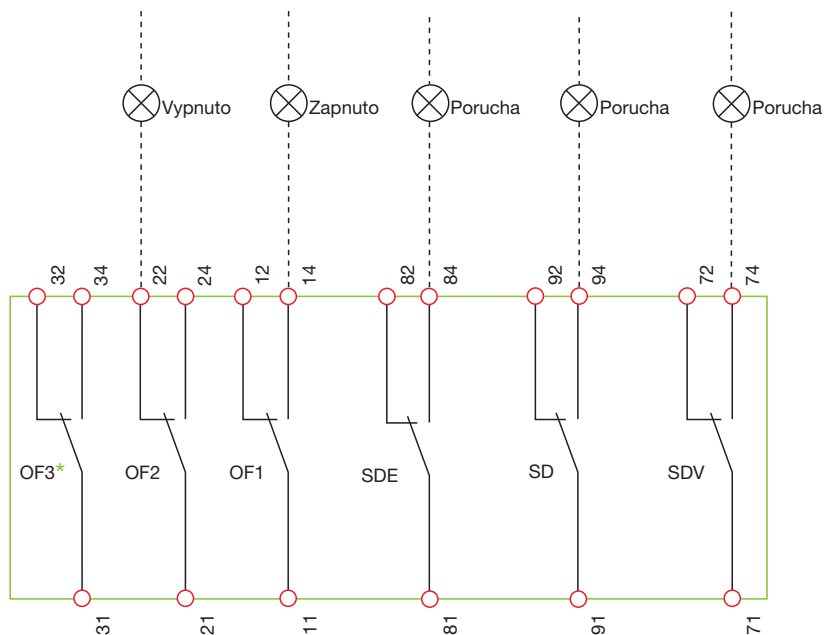 Vypnuto
Zapnuto
Porucha
Porucha
Porucha
32
34
22
24
12
14
82
84
92
94
72
74
OF3*
OF2
OF1
SDE
SD
SDV
31
21
11
81
91
71